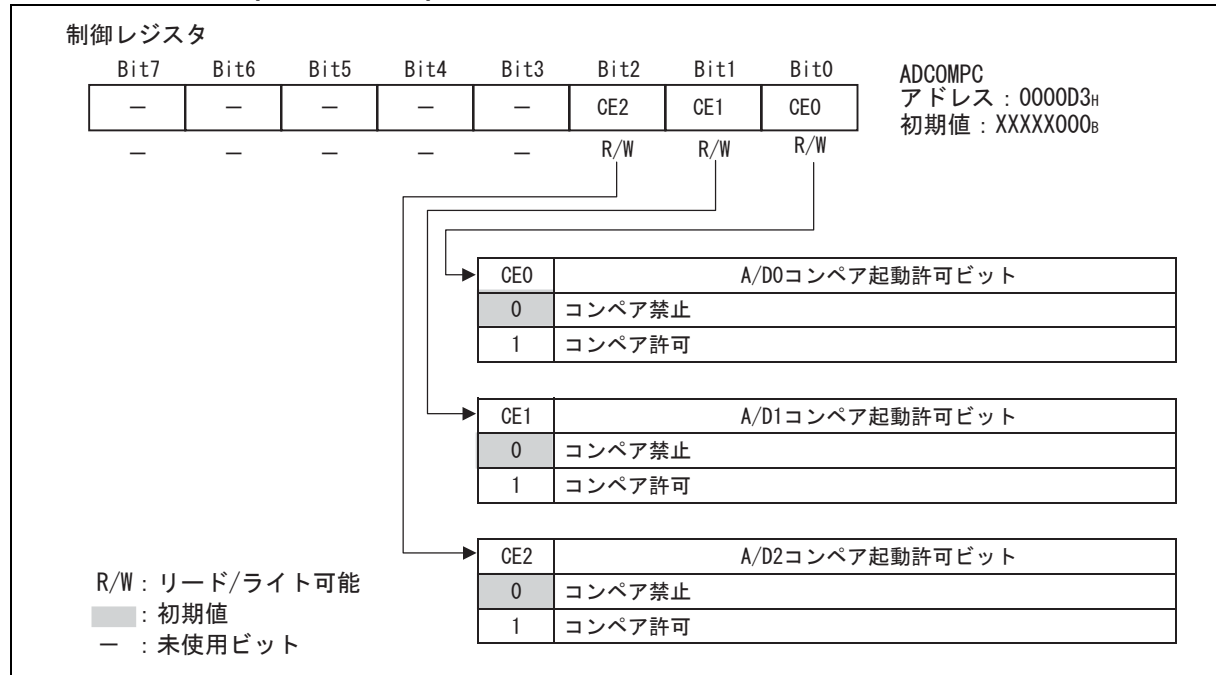 制御レジスタ
Bit7 Bit6 Bit5 Bit4 Bit3 Bit2 Bit1 Bit0
— — — — — CE2 CE1 CE0
— — — — — R/W R/W R/W
ADCOMPC
アドレス：0000D3H
初期値：XXXXX000B
CE0 A/D0コンペア起動許可ビット
0 コンペア禁止
1 コンペア許可
CE1 A/D1コンペア起動許可ビット
0 コンペア禁止
1 コンペア許可
CE2 A/D2コンペア起動許可ビット
0 コンペア禁止
1 コンペア許可
R/W：リード/ライト可能
：初期値
—：未使用ビット